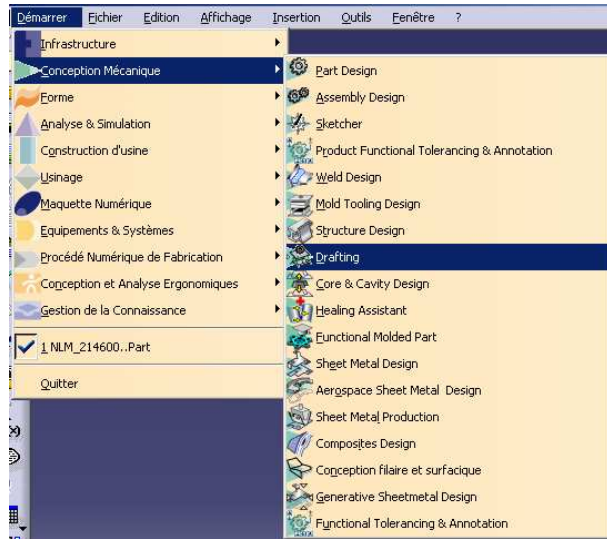 Démarrer Fichier Edition Affichage Insertion Outils Fenêtre ?
Infrastructure
Conception Mécanique
Forme
Analyse & Simulation
Construction d'usine
Usinage
Maquette Numérique
Equipements & Systèmes
Procédé Numérique de Fabrication
Conception et Analyse Ergonomiques
Gestion de la Connaissance
1 NLM_214600..Part
Quitter
Part Design
Assembly Design
Sketcher
Product Functional Tolerancing & Annotation
Weld Design
Mold Tooling Design
Structure Design
Drafting
Core & Cavity Design
Healing Assistant
Functional Molded Part
Sheet Metal Design
Aerospace Sheet Metal Design
Sheet Metal Production
Composites Design
Conception filaire et surfacique
Generative Sheetmetal Design
Functional Tolerancing & Annotation